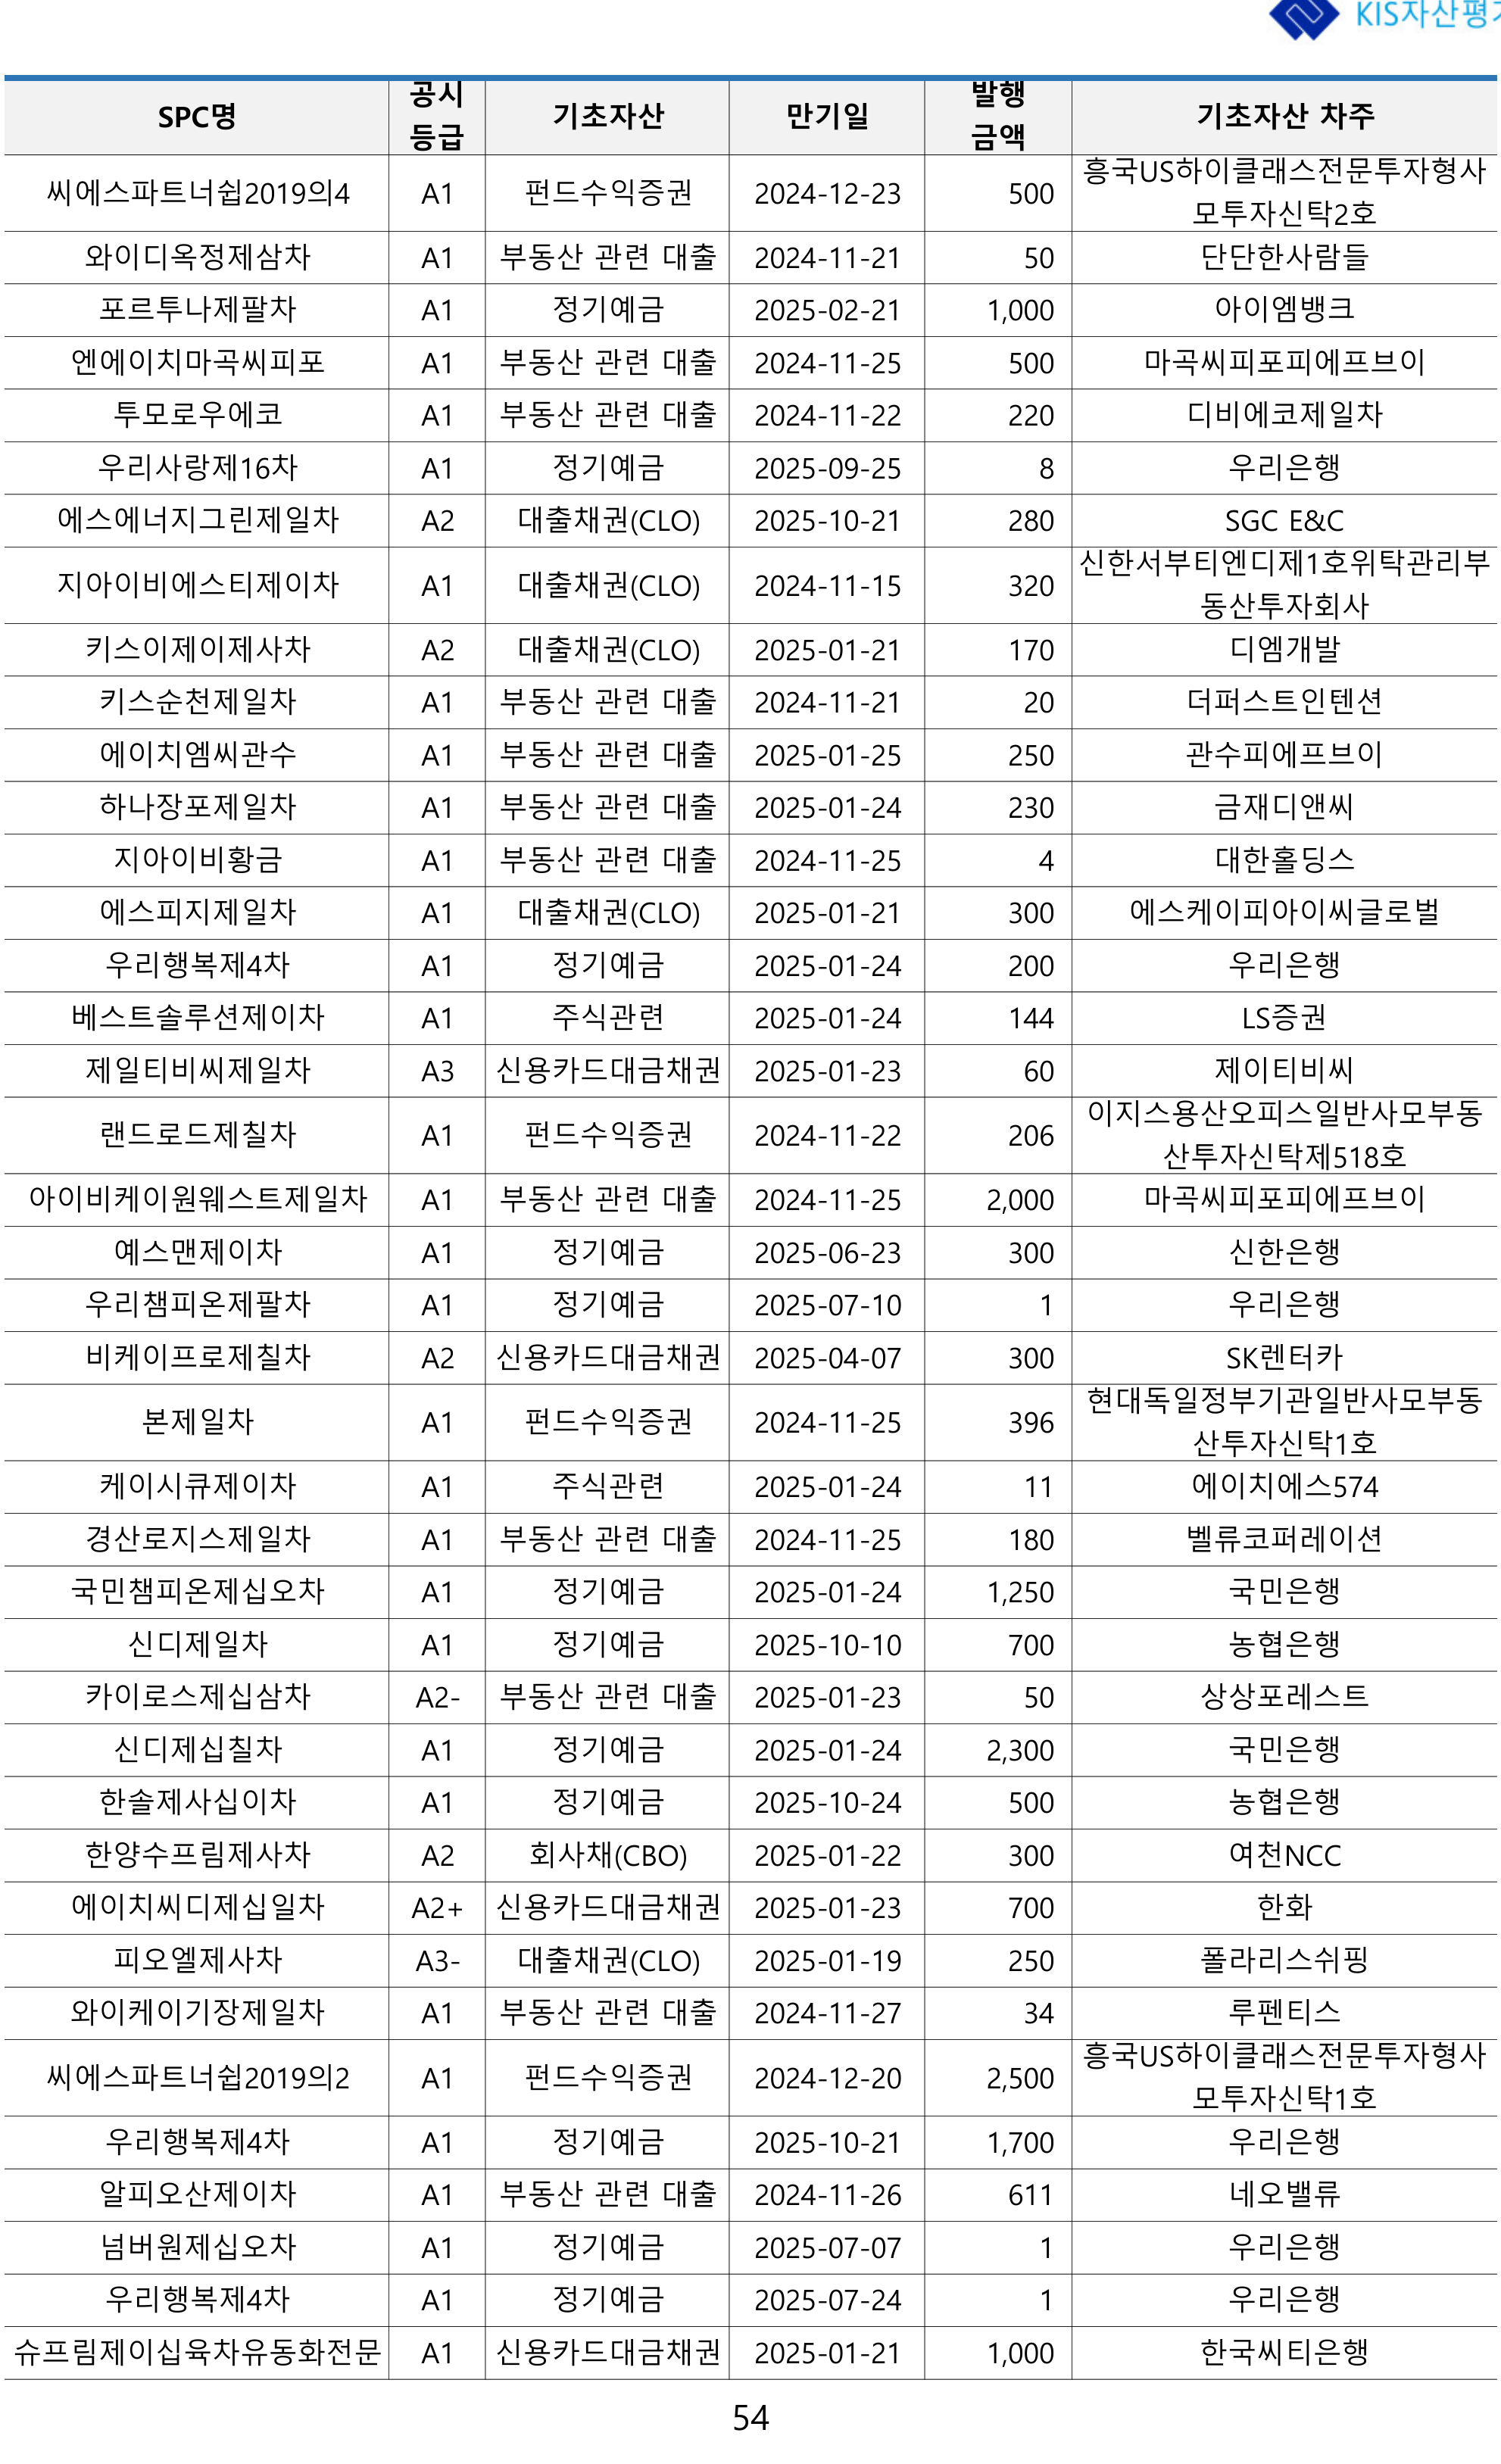 KIS자산평가
SPC명 공시등급 기초자산 만기일 발행금액 기초자산 차주
씨에스파트너쉽2019의4 A1 펀드수익증권 2024-12-23 500 흥국US하이클래스전문투자형사
모투자신탁2호
와이디옥정제삼차 A1 부동산 관련 대출 2024-11-21 50 단단한사람들
포르투나제팔차 A1 정기예금 2025-02-21 1,000 아이엠뱅크
엔에이치마곡씨피포 A1 부동산 관련 대출 2024-11-25 500 마곡씨피포피에프브이
투모로우에코 A1 부동산 관련 대출 2024-11-22 220 디비에코제일차
우리사랑제16차 A1 정기예금 2025-09-25 8 우리은행
에스에너지그린제일차 A2 대출채권(CLO) 2025-10-21 280 SGC E&C
지아이비에스티제이차 A1 대출채권(CLO) 2024-11-15 320 신한서부티엔디제1호위탁관리부
동산투자회사
키스이제이제사차 A2 대출채권(CLO) 2025-01-21 170 디엠개발
키스순천제일차 A1 부동산 관련 대출 2024-11-21 20 더퍼스트인텐션
에이치엠씨관수 A1 부동산 관련 대출 2025-01-25 250 관수피에프브이
하나장포제일차 A1 부동산 관련 대출 2025-01-24 230 금재디앤씨
지아이비황금 A1 부동산 관련 대출 2024-11-25 4 대한홀딩스
에스피지제일차 A1 대출채권(CLO) 2025-01-21 300 에스케이피아이씨글로벌
우리행복제4차 A1 정기예금 2025-01-24 200 우리은행
베스트솔루션제이차 A1 주식관련 2025-01-24 144 LS증권
제일티비씨제일차 A3 신용카드대금채권 2025-01-23 60 제이티비씨
랜드로드제칠차 A1 펀드수익증권 2024-11-22 206 이지스용산오피스일반사모부동
산투자신탁제518호
아이비케이원웨스트제일차 A1 부동산 관련 대출 2024-11-25 2,000 마곡씨피포피에프브이
예스맨제이차 A1 정기예금 2025-06-23 300 신한은행
우리챔피온제팔차 A1 정기예금 2025-07-10 1 우리은행
비케이프로제칠차 A2 신용카드대금채권 2025-04-07 300 SK렌터카
본제일차 A1 펀드수익증권 2024-11-25 396 현대독일정부기관일반사모부동
산투자신탁1호
케이시큐제이차 A1 주식관련 2025-01-24 11 에이치에스574
경산로지스제일차 A1 부동산 관련 대출 2024-11-25 180 벨류코퍼레이션
국민챔피온제십오차 A1 정기예금 2025-01-24 1,250 국민은행
신디제일차 A1 정기예금 2025-10-10 700 농협은행
카이로스제십삼차 A2- 부동산 관련 대출 2025-01-23 50 상상포레스트
신디제십칠차 A1 정기예금 2025-01-24 2,300 국민은행
한솔제사십이차 A1 정기예금 2025-10-24 500 농협은행
한양수프림제사차 A2 회사채(CBO) 2025-01-22 300 여천NCC
에이치씨디제십일차 A2+ 신용카드대금채권 2025-01-23 700 한화
피오엘제사차 A3- 대출채권(CLO) 2025-01-19 250 폴라리스쉬핑
와이케이기장제일차 A1 부동산 관련 대출 2024-11-27 34 루펜티스
씨에스파트너쉽2019의2 A1 펀드수익증권 2024-12-20 2,500 흥국US하이클래스전문투자형사
모투자신탁1호
우리행복제4차 A1 정기예금 2025-10-21 1,700 우리은행
알피오산제이차 A1 부동산 관련 대출 2024-11-26 611 네오밸류
넘버원제십오차 A1 정기예금 2025-07-07 1 우리은행
우리행복제4차 A1 정기예금 2025-07-24 1 우리은행
슈프림제이십육차유동화전문 A1 신용카드대금채권 2025-01-21 1,000 한국씨티은행
54